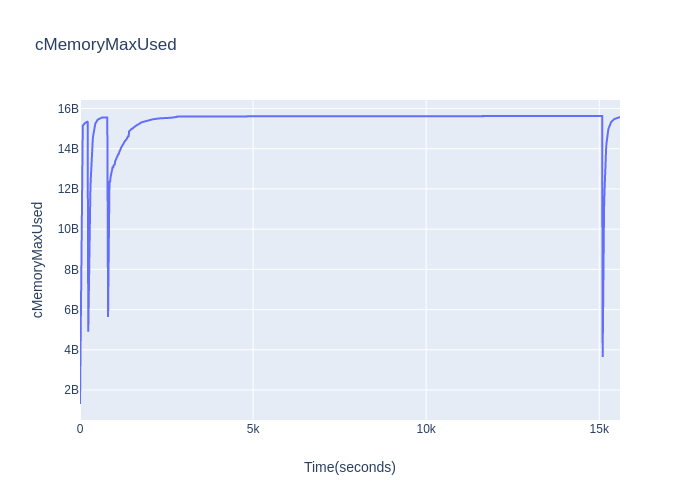 cMemoryMaxUsed
16B
14B
12B
10B
8B
6B
4B
2B
cMemoryMaxUsed
0
5k
10k
15k
Time(seconds)